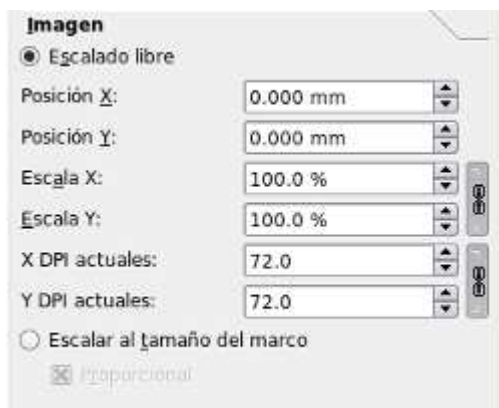 Imagen
Escalado libre
Posición X: 0.000 mm
Posición Y: 0.000 mm
Escala X: 100.0 %
Escala Y: 100.0 %
X DPI actuales: 72.0
Y DPI actuales: 72.0
Escalar al tamaño del marco
Proporcional